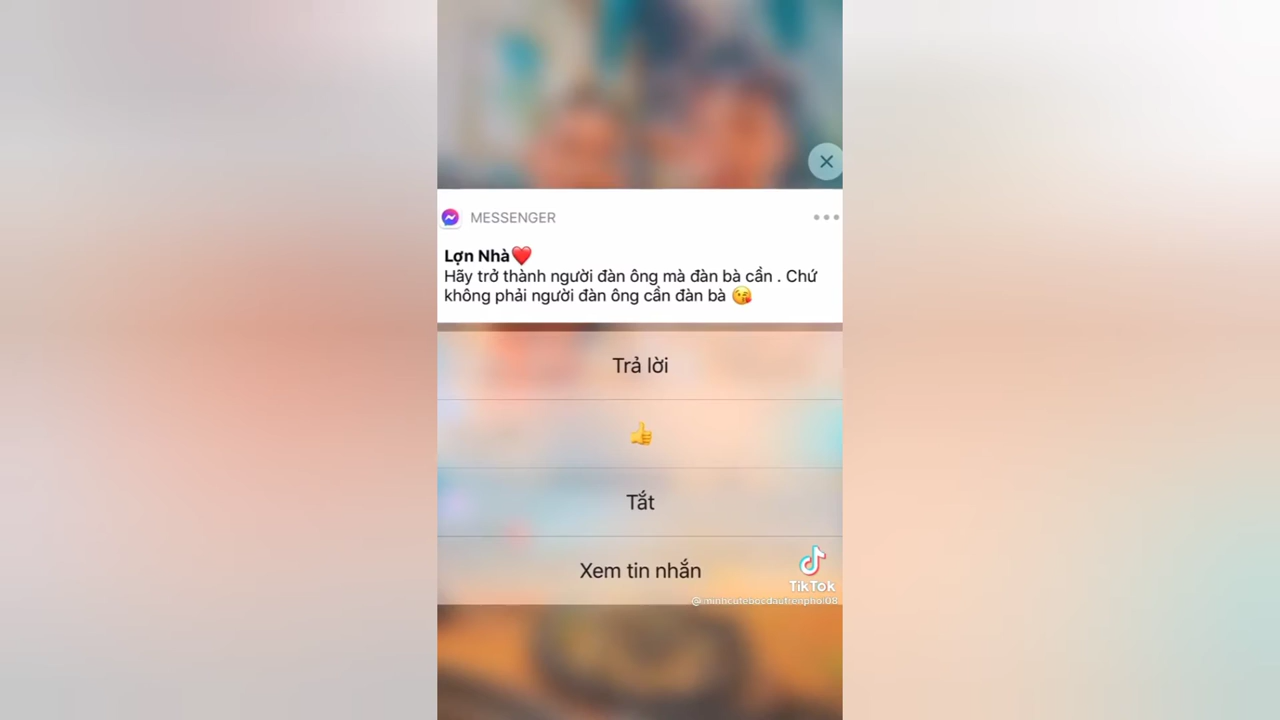 MESSENGER
Lợn Nhà❤️
Hãy trở thành người đàn ông mà đàn bà cần . Chứ
không phải người đàn ông cần đàn bà 😘
Trả lời
👍
Tắt
Xem tin nhắn
TikTok